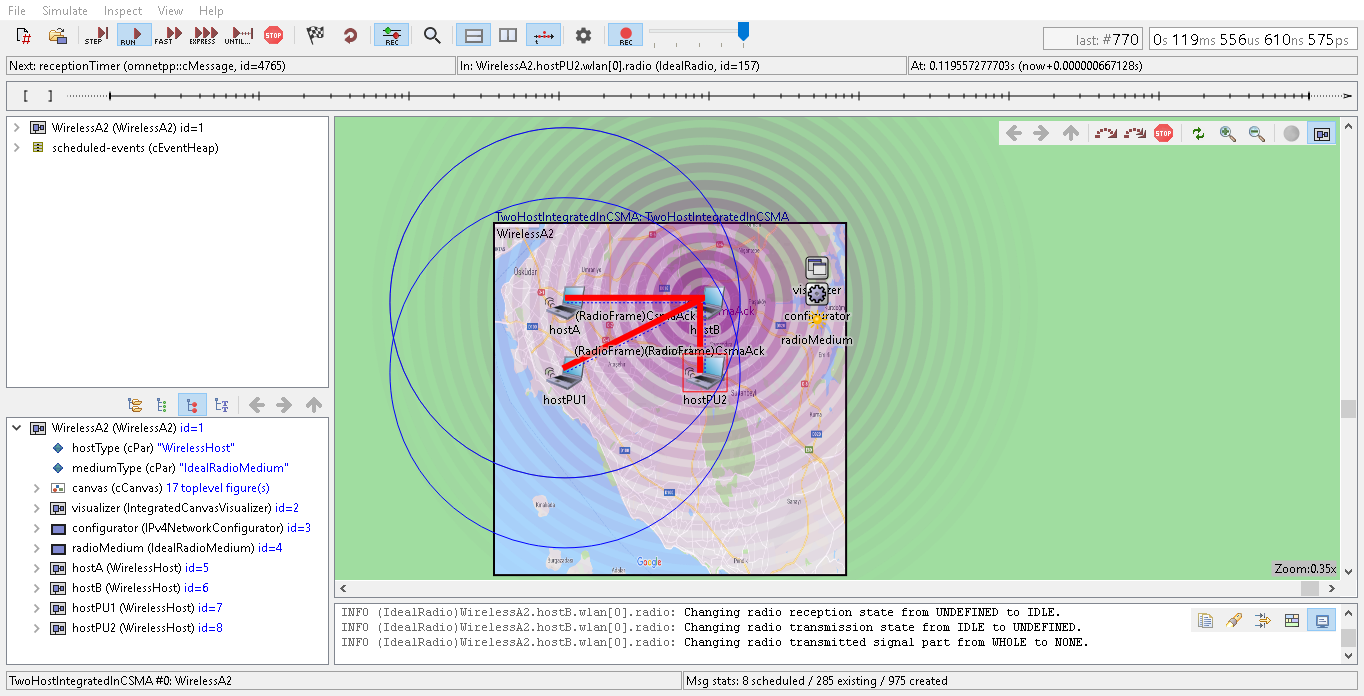 File Simulate Inspect View Help
STEP RUN FAST EXPRESS UNTIL... STOP REC REC
last: #770 0s 119ms 556us 610ns 575ps
Next: receptionTimer (omnetpp::cMessage, id=4765) In: WirelessA2.hostPU2.wlan[0].radio (IdealRadio, id=157) At: 0.119557277703s (now+0.000000667128s)
[ ]
WirelessA2 (WirelessA2) id=1
scheduled-events (cEventHeap)
WirelessA2 (WirelessA2) id=1
hostType (cPar) "WirelessHost"
mediumType (cPar) "IdealRadioMedium"
canvas (cCanvas) 17 toplevel figure(s)
visualizer (IntegratedCanvasVisualizer) id=2
configurator (IPv4NetworkConfigurator) id=3
radioMedium (IdealRadioMedium) id=4
hostA (WirelessHost) id=5
hostB (WirelessHost) id=6
hostPU1 (WirelessHost) id=7
hostPU2 (WirelessHost) id=8
STOP
TwoHostIntegratedInCSMA: TwoHostIntegratedInCSMA
WirelessA2
Üsküdar
Ümraniye
visualizer
(RadioFrame)CsmaAck
configurator
hostA
hostB
radioMedium
(RadioFrame)(RadioFrame)CsmaAck
hostPU1
hostPU2
Google
Pendik
Adalar
Zoom:0.35x
INFO (IdealRadio)WirelessA2.hostB.wlan[0].radio: Changing radio reception state from UNDEFINED to IDLE.
INFO (IdealRadio)WirelessA2.hostB.wlan[0].radio: Changing radio transmission state from IDLE to UNDEFINED.
INFO (IdealRadio)WirelessA2.hostB.wlan[0].radio: Changing radio transmitted signal part from WHOLE to NONE.
TwoHostIntegratedInCSMA #0: WirelessA2 Msg stats: 8 scheduled / 285 existing / 975 created